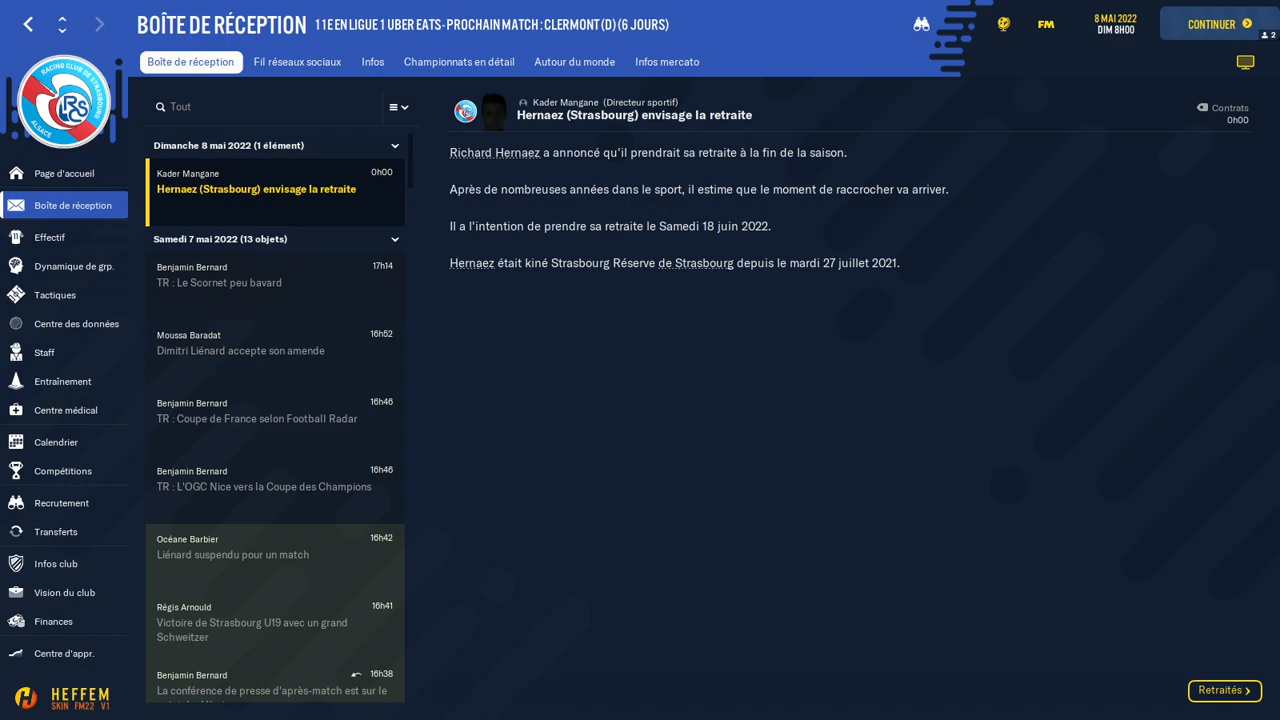 BOÎTE DE RÉCEPTION 11E EN LIGUE 1 UBER EATS - PROCHAIN MATCH : CLERMONT (D) (6 JOURS)
FM
8 MAI 2022
DIM 8H00
CONTINUER
2
Boîte de réception Fil réseaux sociaux Infos Championnats en détail Autour du monde Infos mercato
RACING CLUB DE STRASBOURG
RCS
ALSACE
Page d'accueil
Boîte de réception
Effectif
Dynamique de grp.
Tactiques
Centre des données
Staff
Entraînement
Centre médical
Calendrier
Compétitions
Recrutement
Transferts
Infos club
Vision du club
Finances
Centre d'appr.
HEFFEM
SKIN FM22 V1
Tout
Dimanche 8 mai 2022 (1 élément)
Kader Mangane 0h00
Hernaez (Strasbourg) envisage la retraite
Samedi 7 mai 2022 (13 objets)
Benjamin Bernard 17h14
TR : Le Scornet peu bavard
Moussa Baradat 16h52
Dimitri Liénard accepte son amende
Benjamin Bernard 16h46
TR : Coupe de France selon Football Radar
Benjamin Bernard 16h46
TR : L'OGC Nice vers la Coupe des Champions
Océane Barbier 16h42
Liénard suspendu pour un match
Régis Arnould 16h41
Victoire de Strasbourg U19 avec un grand
Schweitzer
Benjamin Bernard 16h38
La conférence de presse d'après-match est sur le
Kader Mangane (Directeur sportif)
Hernaez (Strasbourg) envisage la retraite
Contrats
0h00
Richard Hernaez a annoncé qu'il prendrait sa retraite à la fin de la saison.
Après de nombreuses années dans le sport, il estime que le moment de raccrocher va arriver.
Il a l'intention de prendre sa retraite le Samedi 18 juin 2022.
Hernaez était kiné Strasbourg Réserve de Strasbourg depuis le mardi 27 juillet 2021.
Retraités